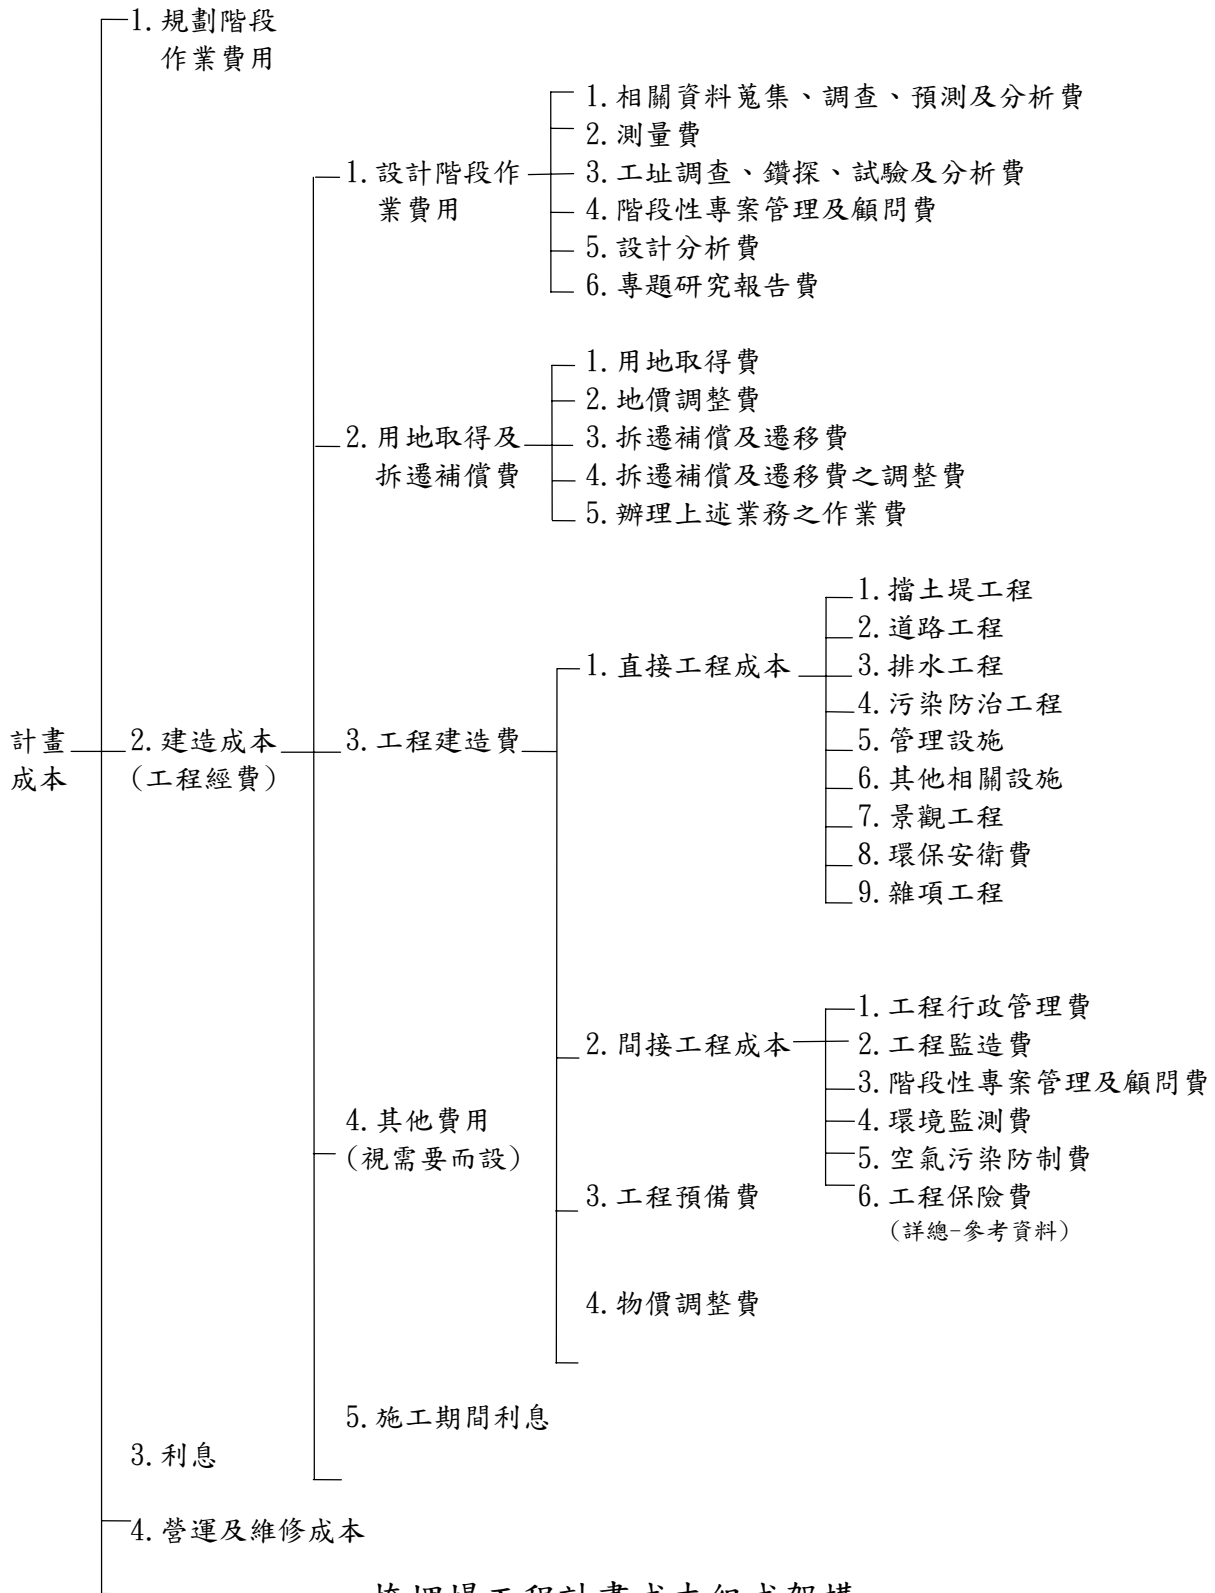 1.規劃階段
作業費用
1.相關資料蒐集、調查、預測及分析費
2.測量費
1.設計階段作
業費用
3.工址調查、鑽探、試驗及分析費
4.階段性專案管理及顧問費
5.設計分析費
6.專題研究報告費
1.用地取得費
2.地價調整費
2.用地取得及
拆遷補償費
3.拆遷補償及遷移費
4.拆遷補償及遷移費之調整費
5.辦理上述業務之作業費
計畫
成本
2.建造成本
(工程經費)
3.工程建造費
1.直接工程成本
1.擋土堤工程
2.道路工程
3.排水工程
4.污染防治工程
5.管理設施
6.其他相關設施
7.景觀工程
8.環保安衛費
9.雜項工程
2.間接工程成本
1.工程行政管理費
2.工程監造費
3.階段性專案管理及顧問費
4.環境監測費
5.空氣污染防制費
6.工程保險費
(詳總-參考資料)
4.其他費用
(視需要而設)
3.工程預備費
4.物價調整費
5.施工期間利息
3.利息
4.營運及維修成本